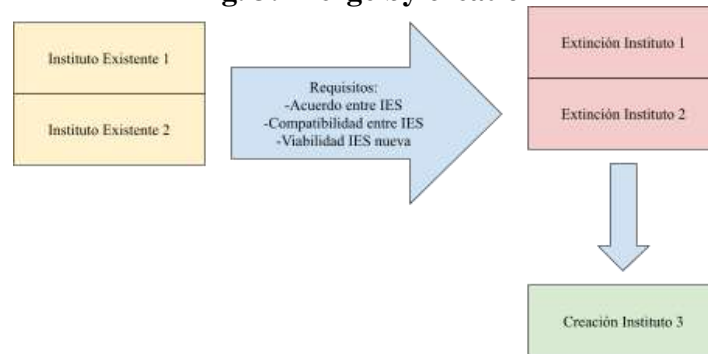 Instituto Existente 1
Instituto Existente 2
Requisitos:
-Acuerdo entre IES
-Compatibilidad entre IES
-Viabilidad IES nueva
Extinción Instituto 1
Extinción Instituto 2
Creación Instituto 3